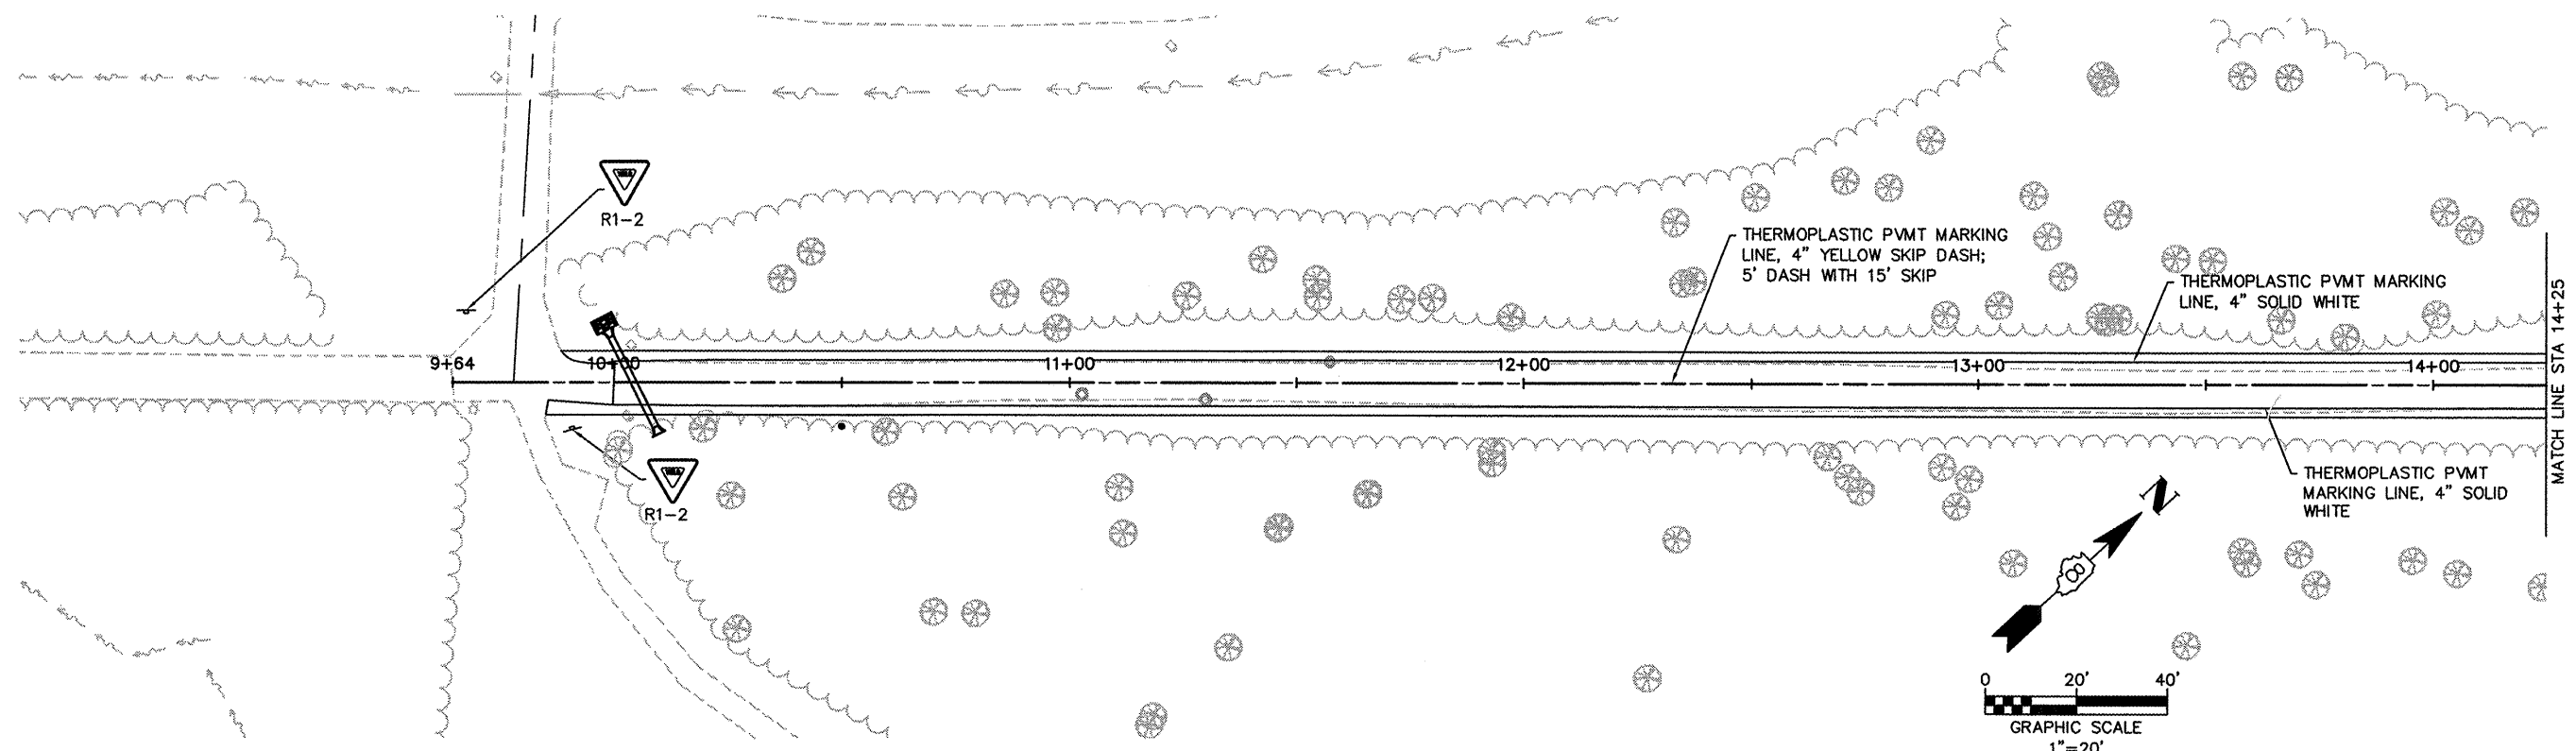 R1-2
THERMOPLASTIC PVMT MARKING
LINE, 4" YELLOW SKIP DASH;
5' DASH WITH 15' SKIP
THERMOPLASTIC PVMT MARKING
LINE, 4" SOLID WHITE
9+64
10+00
11+00
12+00
13+00
14+00
MATCH LINE STA 14+25
R1-2
THERMOPLASTIC PVMT
MARKING LINE, 4" SOLID
WHITE
N
8
0 20' 40'
GRAPHIC SCALE
1"=20'